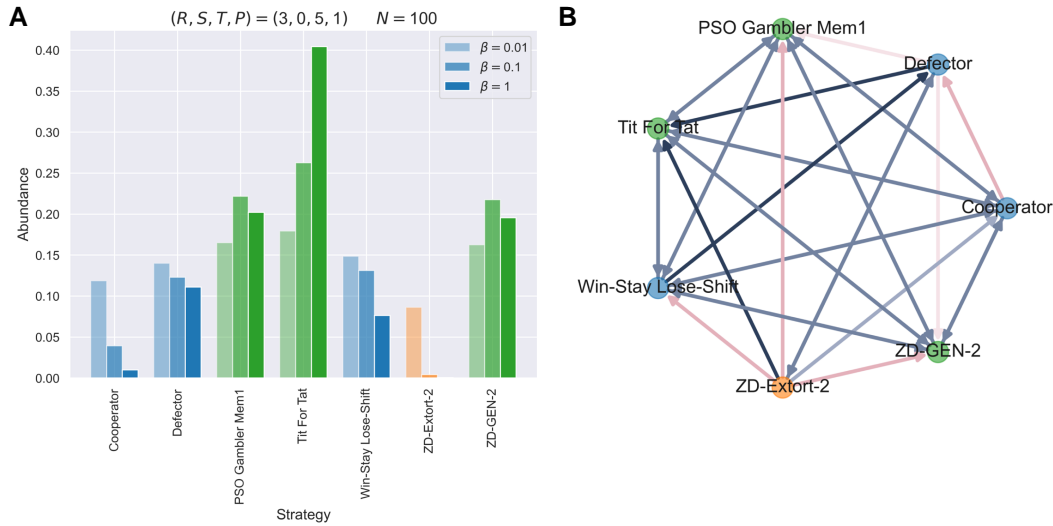 A
(R, S, T, P) = (3, 0, 5, 1) N = 100
β = 0.01
β = 0.1
β = 1
Abundance
0.40
0.35
0.30
0.25
0.20
0.15
0.10
0.05
0.00
Cooperator
Defector
PSO Gambler Mem1
Tit For Tat
Win-Stay Lose-Shift
ZD-Extort-2
ZD-GEN-2
Strategy
B
PSO Gambler Mem1
Defector
Tit For Tat
Cooperator
Win-Stay Lose-Shift
ZD-GEN-2
ZD-Extort-2